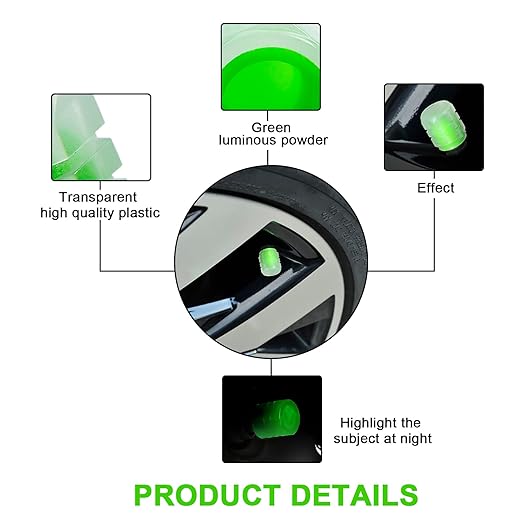 Green
luminous powder
Transparent
high quality plastic
Effect
Highlight the
subject at night
PRODUCT DETAILS